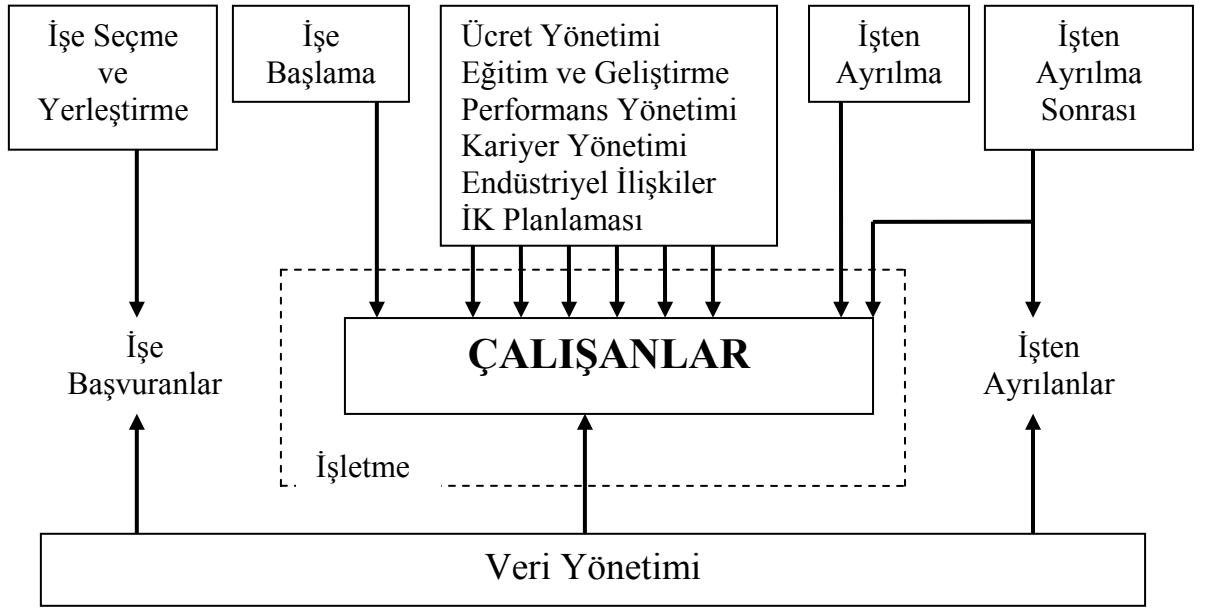 İşe Seçme
ve
Yerleştirme
İşe
Başlama
Ücret Yönetimi
Eğitim ve Geliştirme
Performans Yönetimi
Kariyer Yönetimi
Endüstriyel İlişkiler
İK Planlaması
İşten
Ayrılma
İşten
Ayrılma
Sonrası
İşe
Başvuranlar
ÇALIŞANLAR
İşten
Ayrılanlar
İşletme
Veri Yönetimi